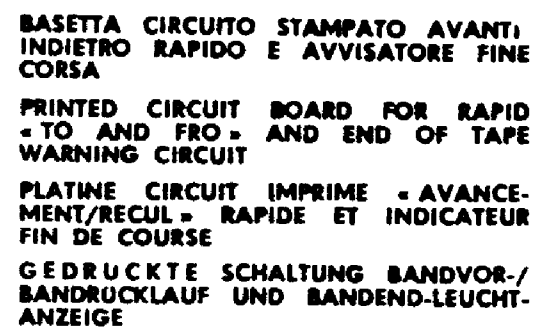 BASETTA CIRCUITO STAMPATO AVANTI
INDIETRO RAPIDO E AVVISATORE FINE
CORSA
PRINTED CIRCUIT BOARD FOR RAPID
« TO AND FRO » AND END OF TAPE
WARNING CIRCUIT
PLATINE CIRCUIT IMPRIME « AVANCE-
MENT/RECUL » RAPIDE ET INDICATEUR
FIN DE COURSE
GEDRUCKTE SCHALTUNG BANDVOR-/
BANDRÜCKLAUF UND BANDEND-LEUCHT-
ANZEIGE